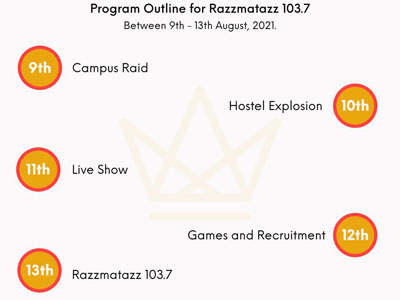 Program Outline for Razzmatazz 103.7
Between 9th - 13th August, 2021.
9th Campus Raid
Hostel Explosion 10th
11th Live Show
Games and Recruitment 12th
13th Razzmatazz 103.7